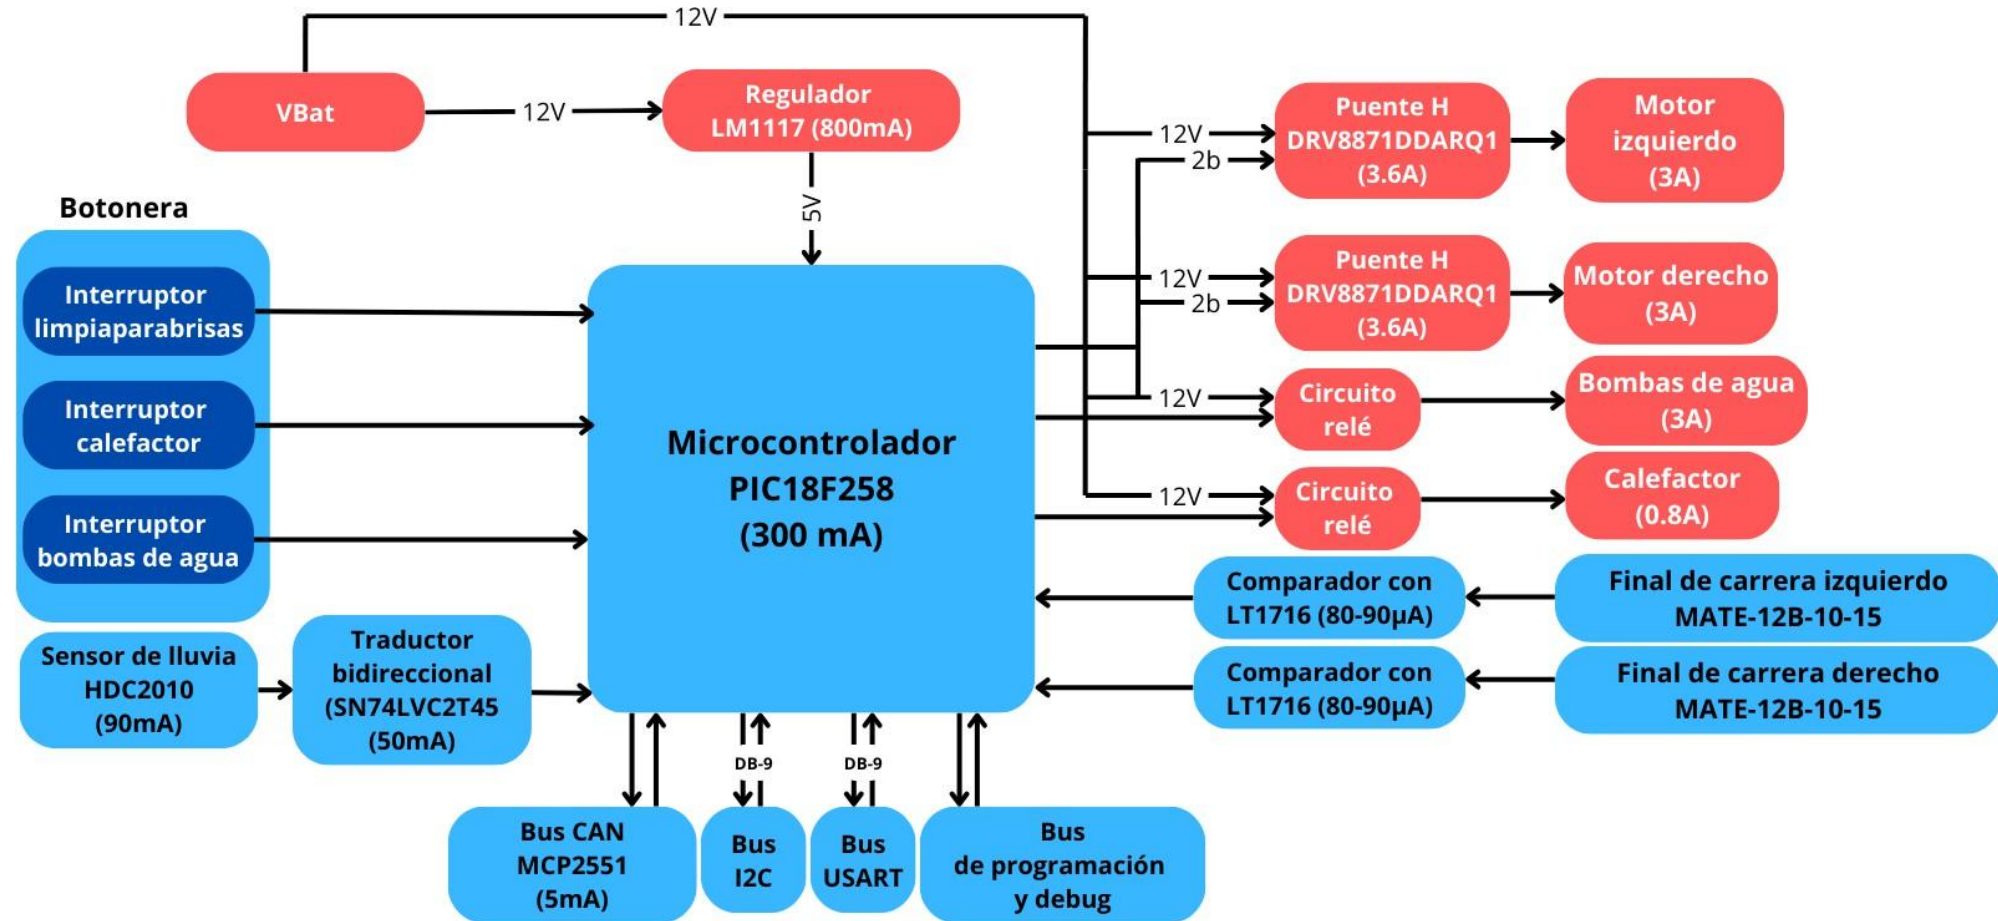 12V
VBat
12V
Regulador
LM1117 (800mA)
5V
Botonera
Interruptor
limpiaparabrisas
Interruptor
calefactor
Interruptor
bombas de agua
Sensor de lluvia
HDC2010
(90mA)
Traductor
bidireccional
(SN74LVC2T45
(50mA)
Microcontrolador
PIC18F258
(300 mA)
12V
2b
Puente H
DRV8871DDARQ1
(3.6A)
Motor
izquierdo
(3A)
12V
2b
Puente H
DRV8871DDARQ1
(3.6A)
Motor derecho
(3A)
12V
Circuito
relé
Bombas de agua
(3A)
12V
Circuito
relé
Calefactor
(0.8A)
Comparador con
LT1716 (80-90µA)
Final de carrera izquierdo
MATE-12B-10-15
Comparador con
LT1716 (80-90µA)
Final de carrera derecho
MATE-12B-10-15
DB-9
DB-9
Bus CAN
MCP2551
(5mA)
Bus
I2C
Bus
USART
Bus
de programación
y debug